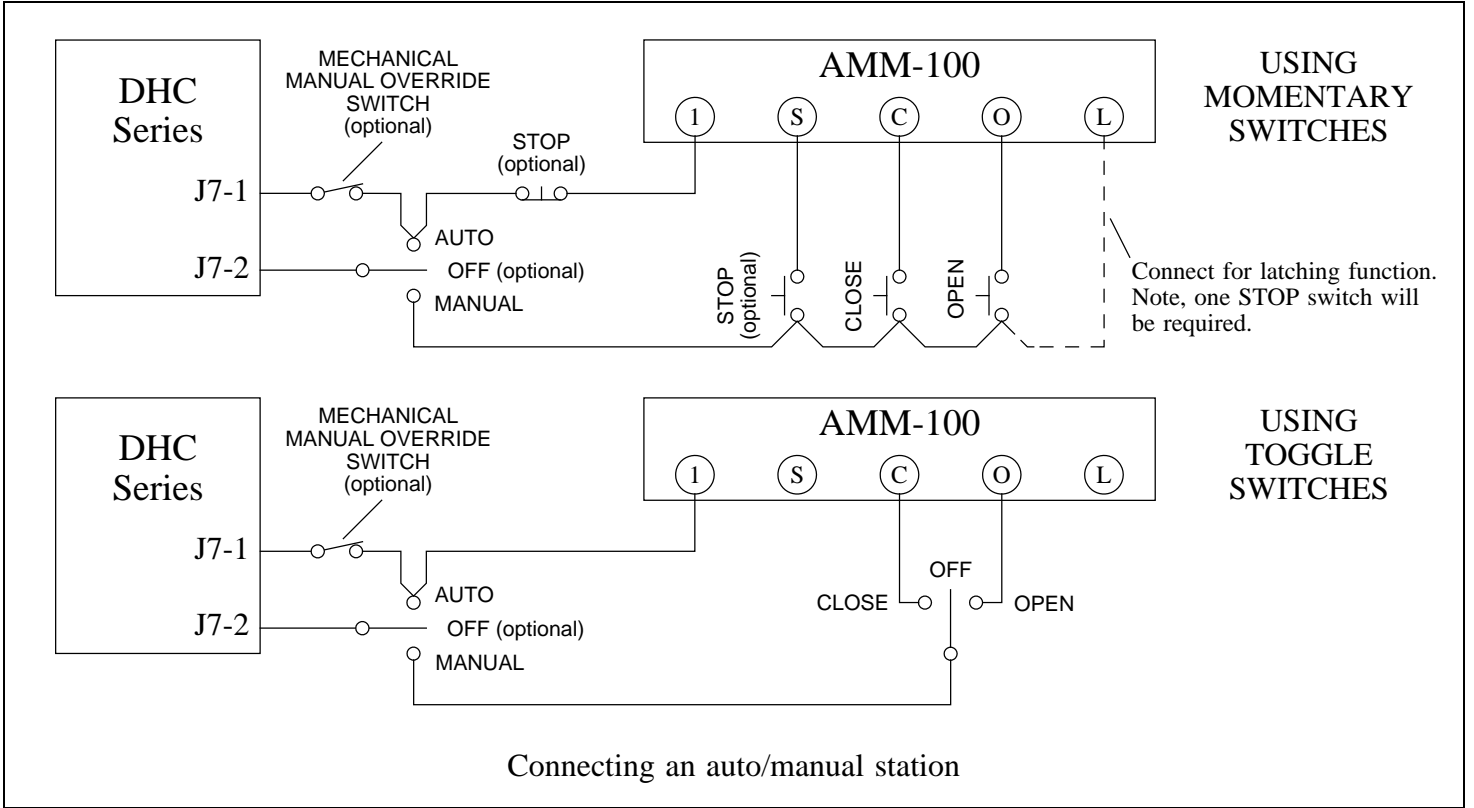 DHC
Series
J7-1
J7-2
MECHANICAL
MANUAL OVERRIDE
SWITCH
(optional)
STOP
(optional)
AUTO
OFF (optional)
MANUAL
AMM-100
1 S C O L
STOP
(optional)
CLOSE
OPEN
USING
MOMENTARY
SWITCHES
Connect for latching function.
Note, one STOP switch will
be required.
DHC
Series
J7-1
J7-2
MECHANICAL
MANUAL OVERRIDE
SWITCH
(optional)
AUTO
OFF (optional)
MANUAL
AMM-100
1 S C O L
OFF
CLOSE
OPEN
USING
TOGGLE
SWITCHES
Connecting an auto/manual station